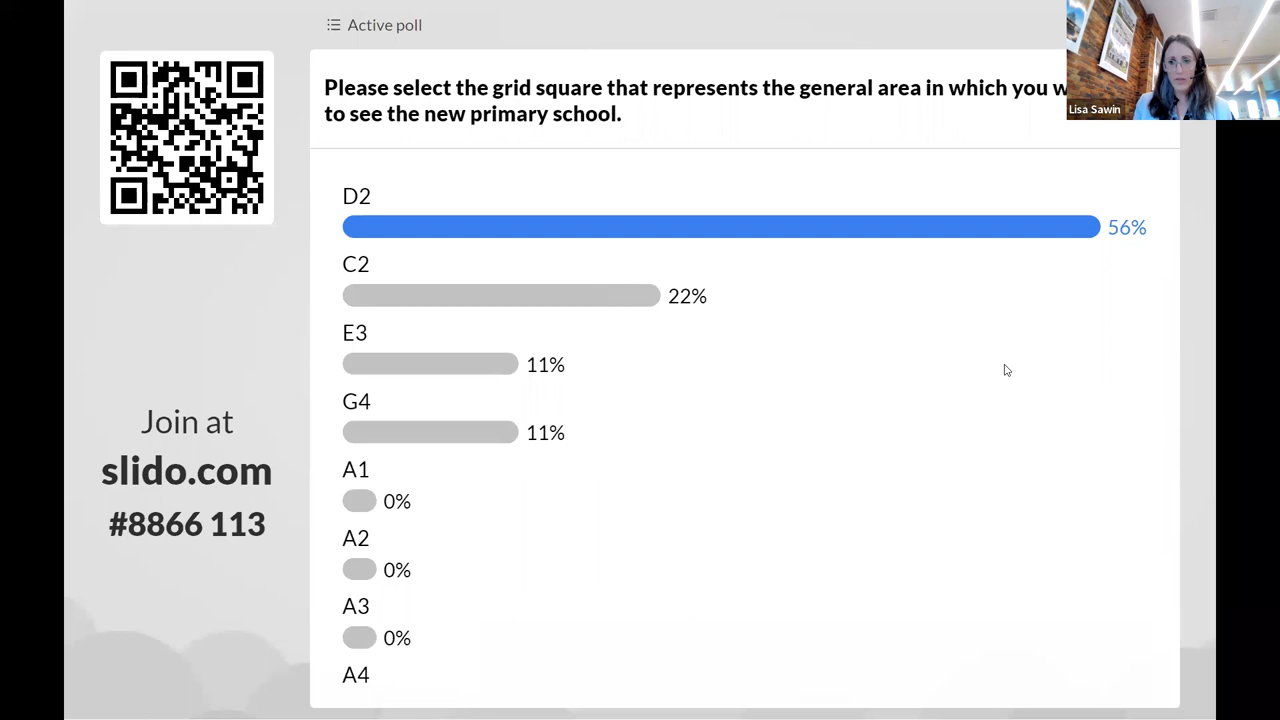 Active poll
Please select the grid square that represents the general area in which you
to see the new primary school.
Lisa Sawin
D2
56%
C2
22%
E3
11%
G4
11%
A1
0%
A2
0%
A3
0%
A4
Join at
slido.com
#8866 113